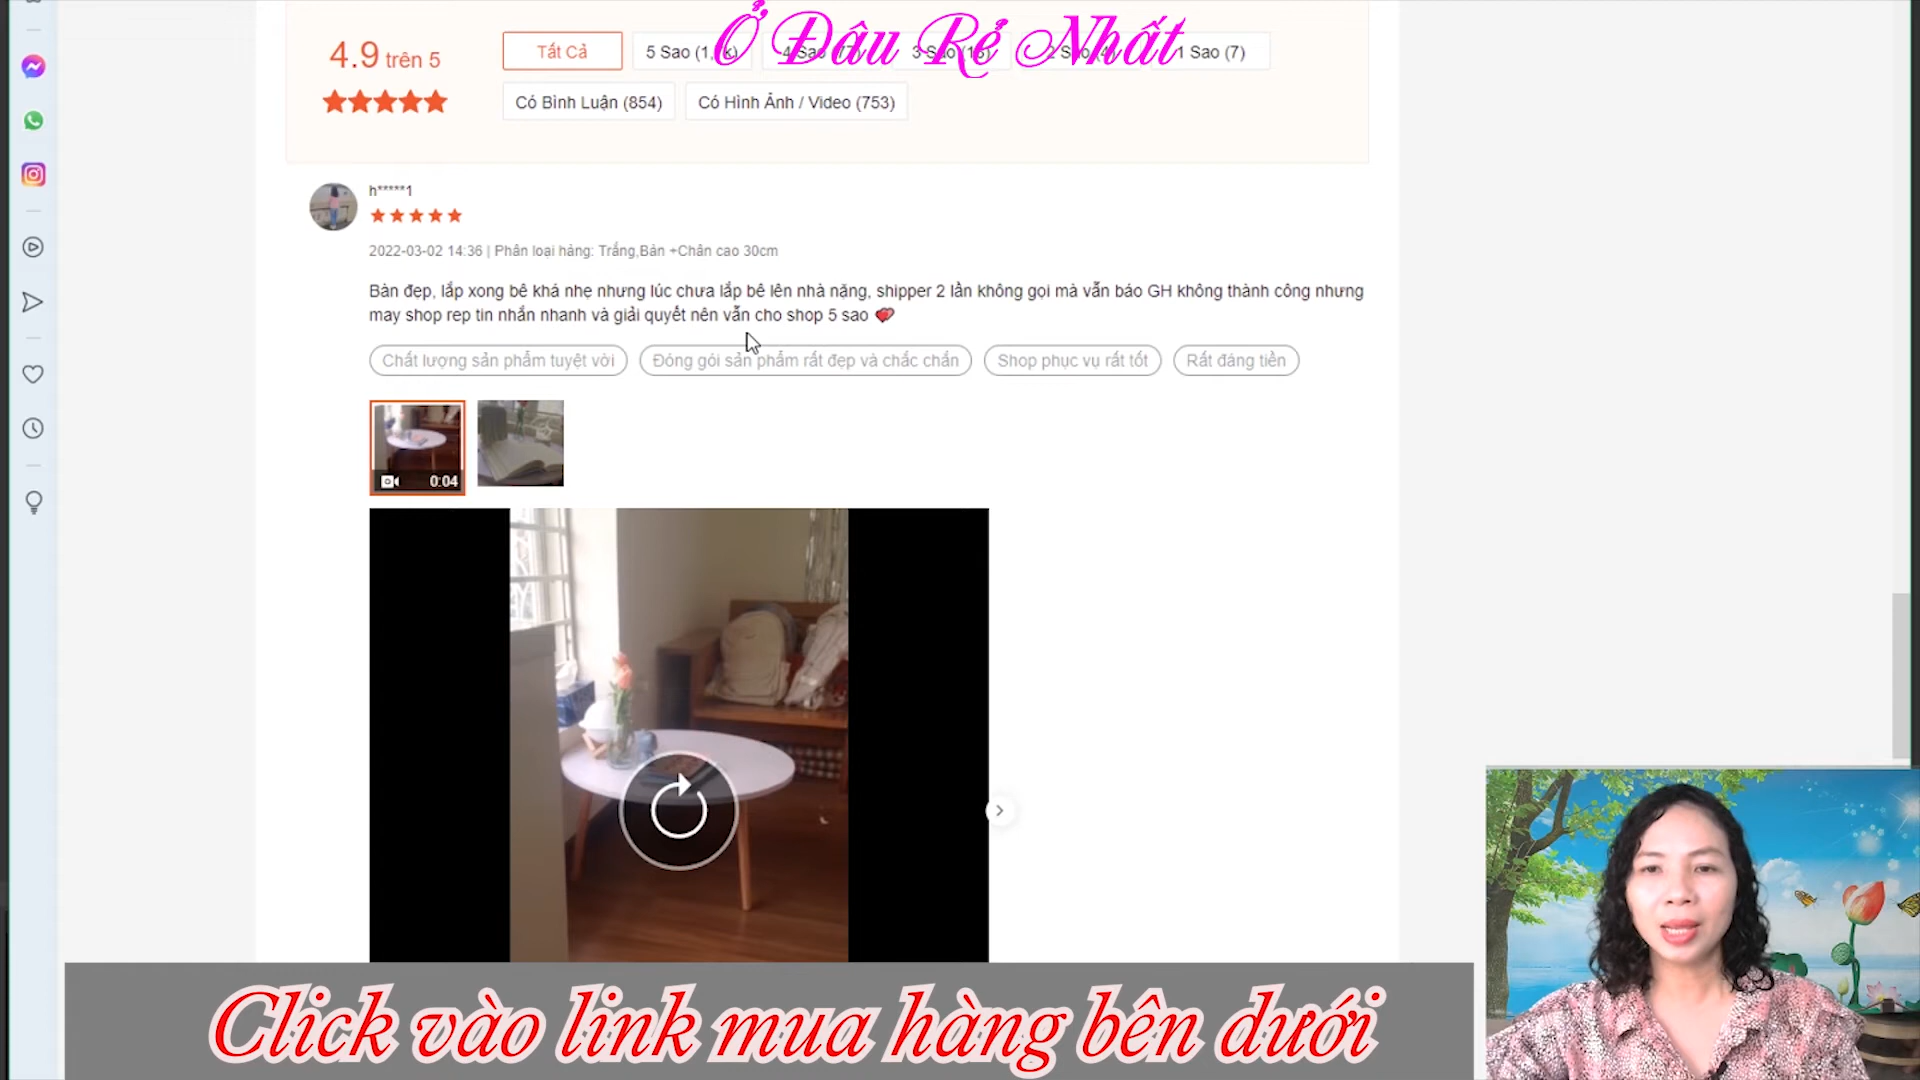 Ở Đâu Rẻ Nhất
4.9 trên 5
Tất Cả
5 Sao (1,
1 Sao (7)
Có Bình Luận (854)
Có Hình Ảnh / Video (753)
h*****1
2022-03-02 14:36 | Phân loại hàng: Trắng,Bàn +Chân cao 30cm
Bàn đẹp, lắp xong bê khá nhẹ nhưng lúc chưa lắp bê lên nhà nặng, shipper 2 lần không gọi mà vẫn báo GH không thành công nhưng
may shop rep tin nhắn nhanh và giải quyết nên vẫn cho shop 5 sao
Chất lượng sản phẩm tuyệt vời
Đóng gói sản phẩm rất đẹp và chắc chắn
Shop phục vụ rất tốt
Rất đáng tiền
0:04
Click vào link mua hàng bên dưới